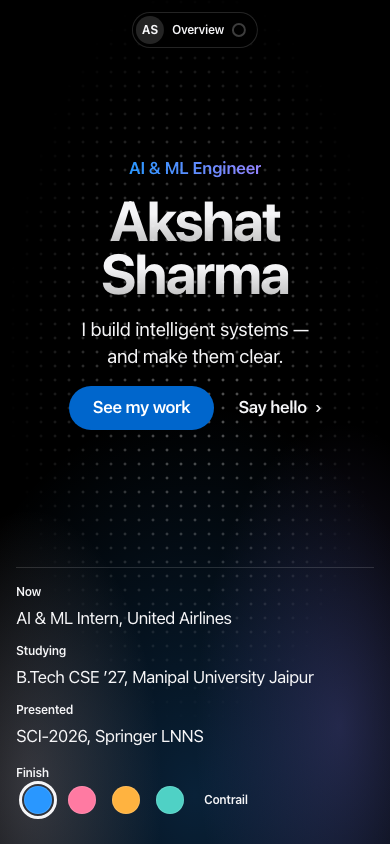 AS Overview
AI & ML Engineer
Akshat
Sharma
I build intelligent systems —
and make them clear.
See my work Say hello ›
Now
AI & ML Intern, United Airlines
Studying
B.Tech CSE ’27, Manipal University Jaipur
Presented
SCI-2026, Springer LNNS
Finish
Contrail